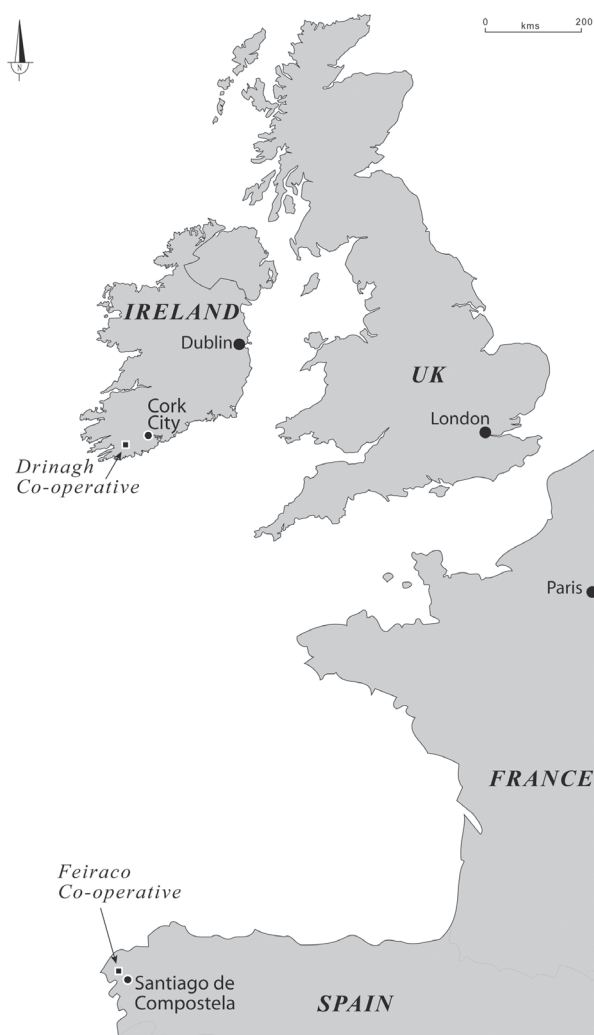 0 kms 200
N
IRELAND
Dublin
UK
Cork
City
London
Drinagh
Co-operative
Paris
FRANCE
Feiraco
Co-operative
Santiago de
Compostela
SPAIN